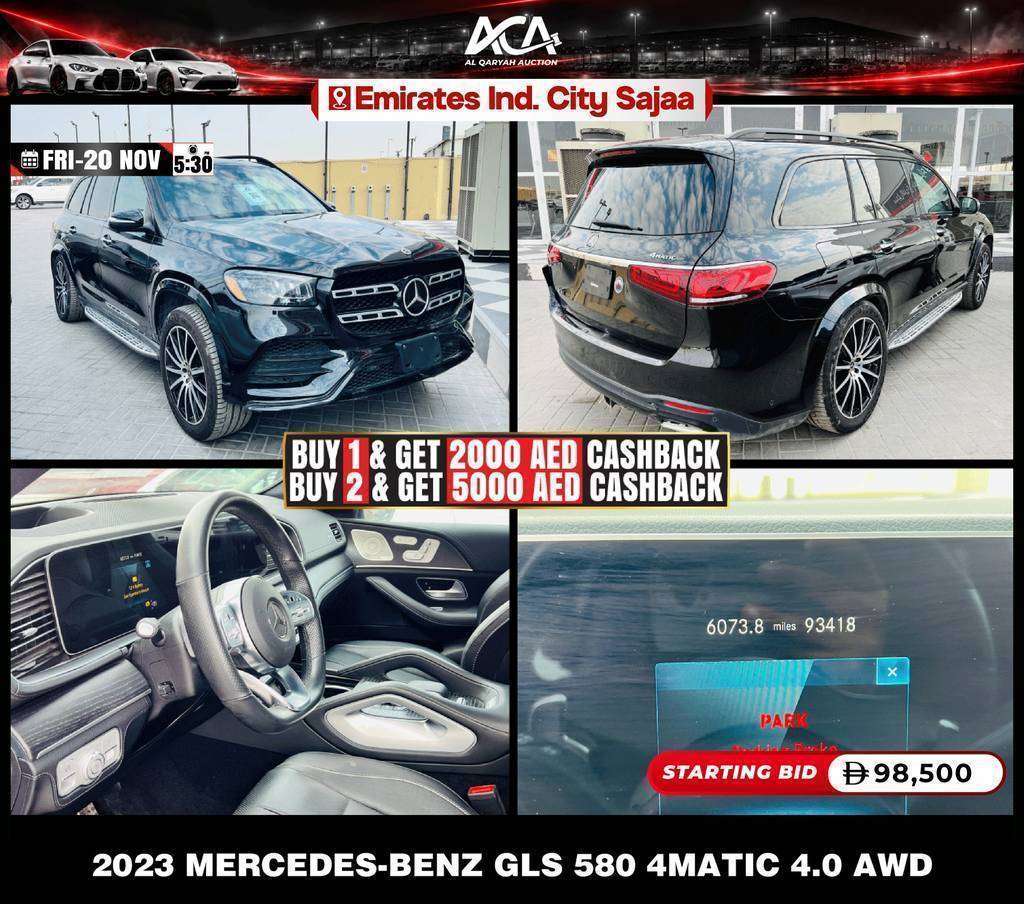 ACA
AL QARYAH AUCTION
Emirates Ind. City Sajaa
FRI-20 NOV
5:30
4MATIC
BUY 1 & GET 2000 AED CASHBACK
BUY 2 & GET 5000 AED CASHBACK
6073.8 miles 93418
PARK
Parking Brake
STARTING BID 98,500
2023 MERCEDES-BENZ GLS 580 4MATIC 4.0 AWD